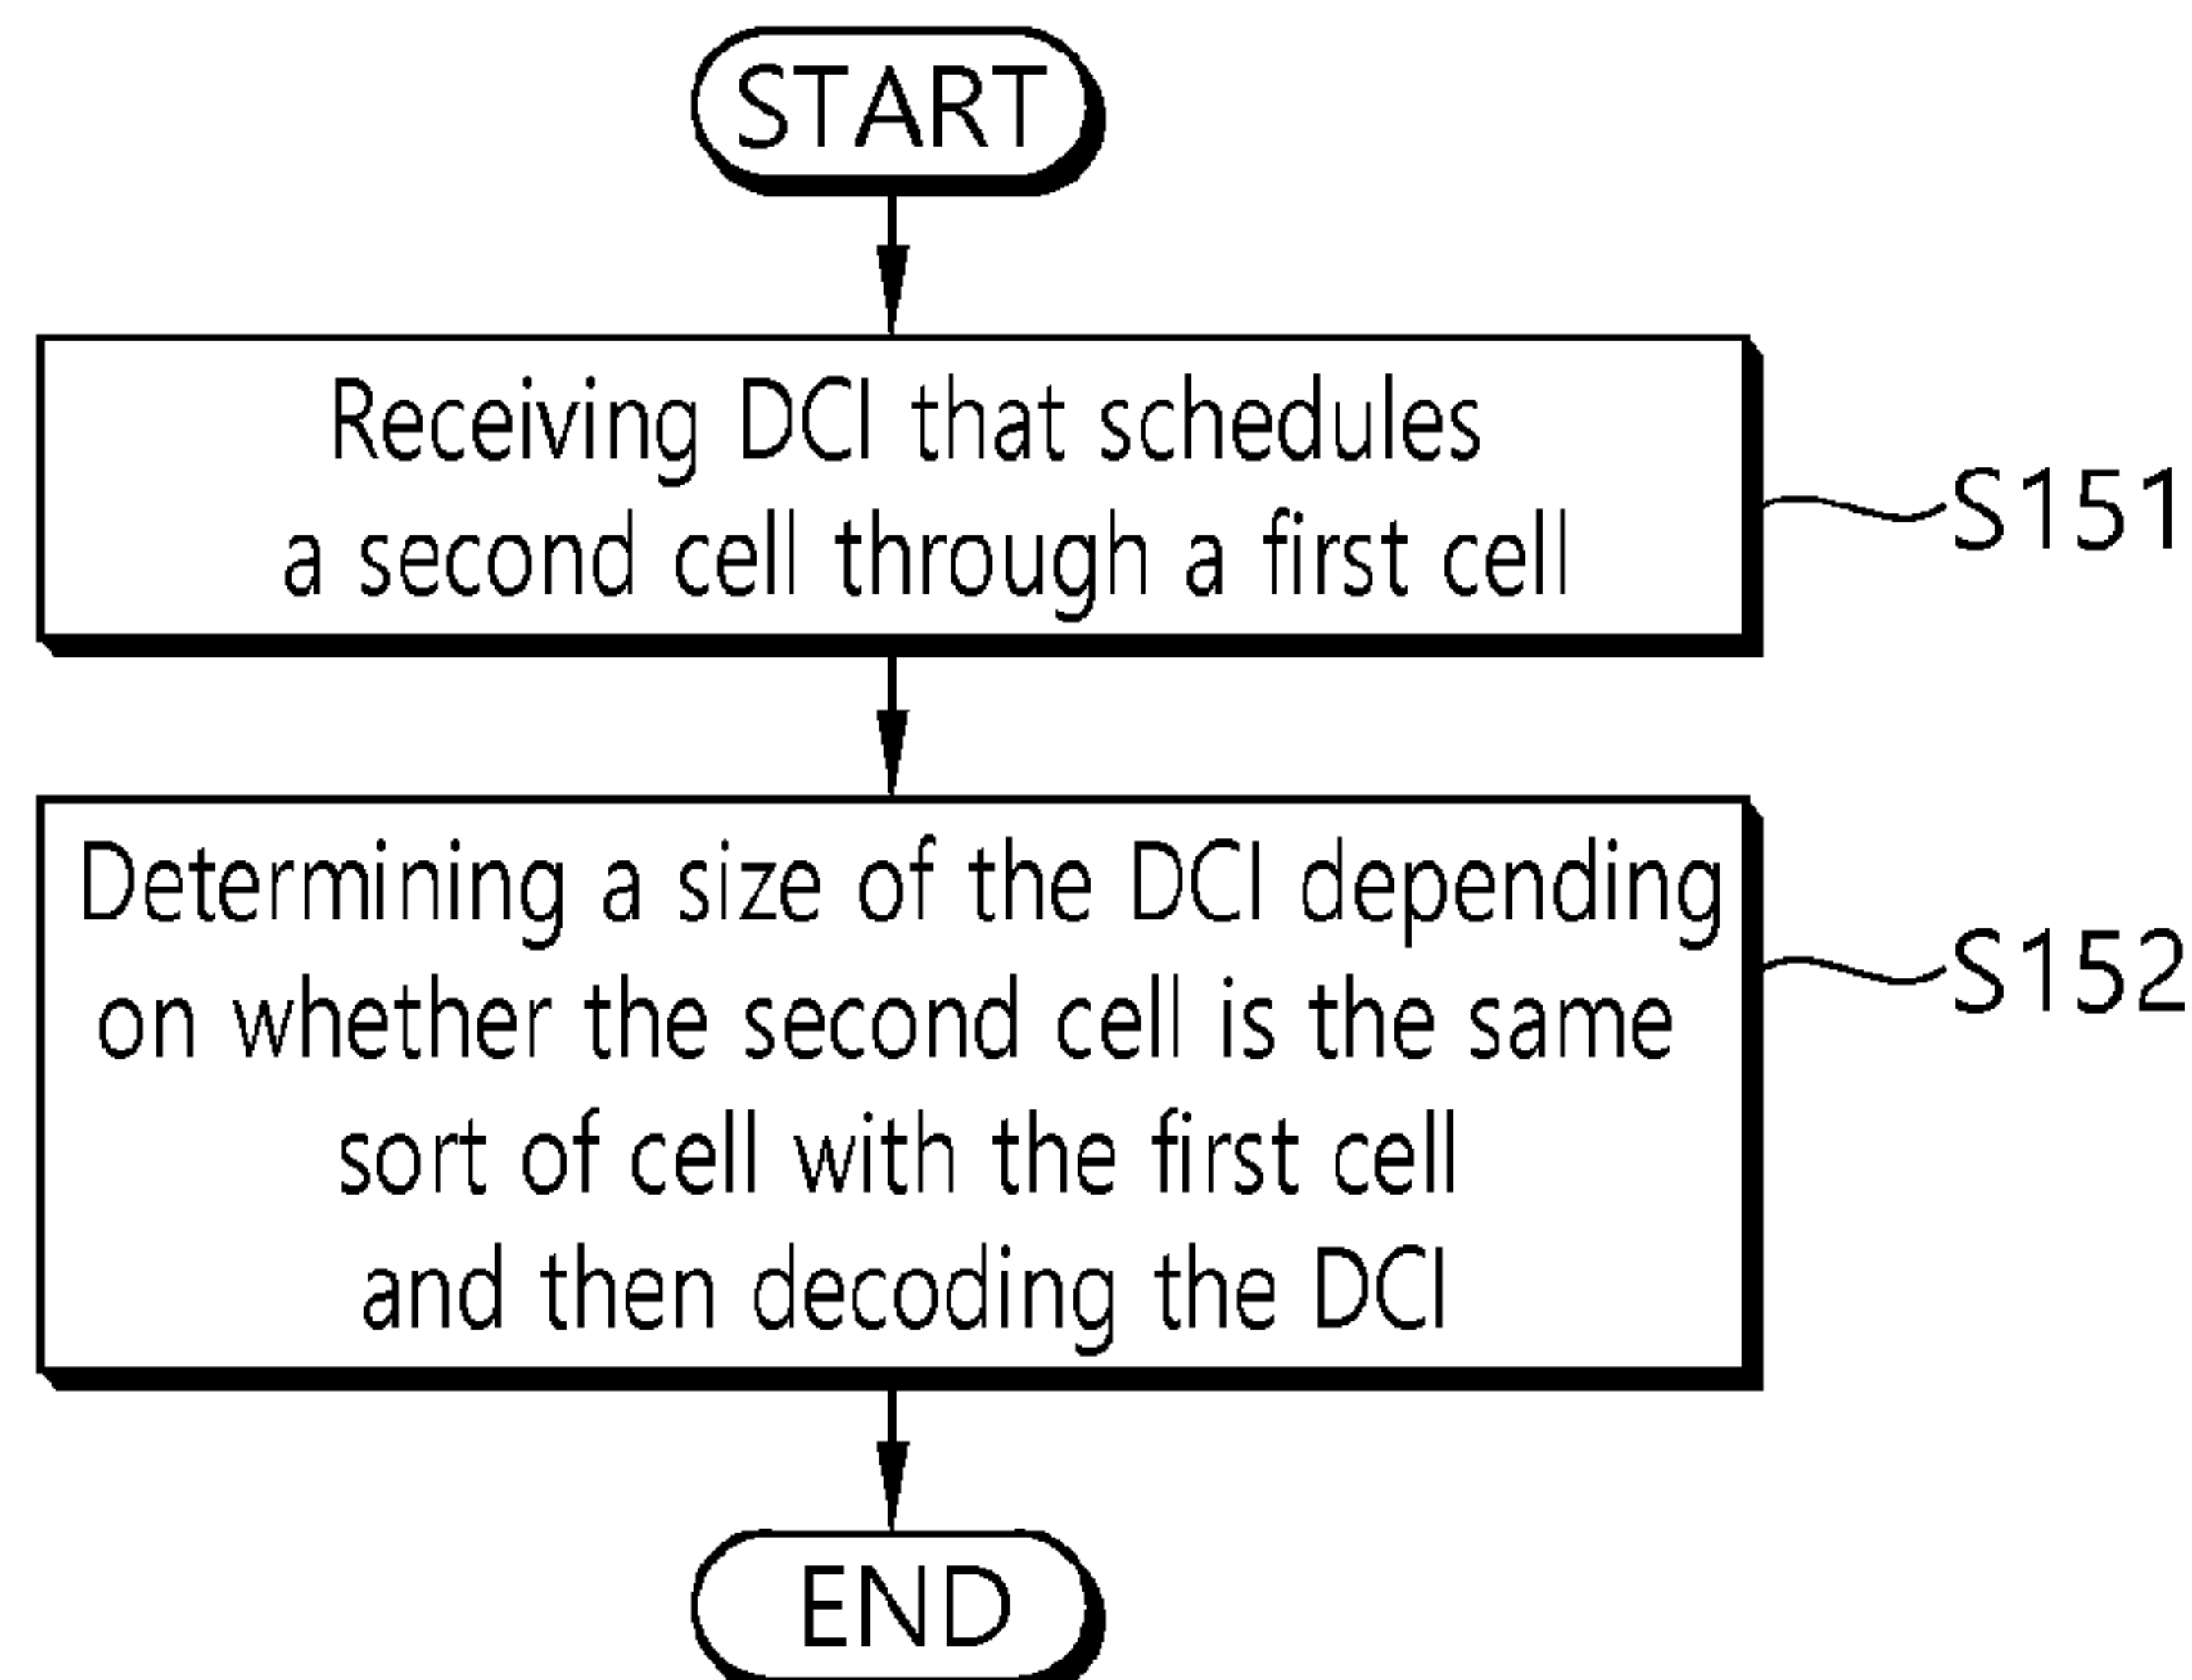 START
Receiving DCI that schedules
a second cell through a first cell
S151
Determining a size of the DCI depending
on whether the second cell is the same
sort of cell with the first cell
and then decoding the DCI
S152
END